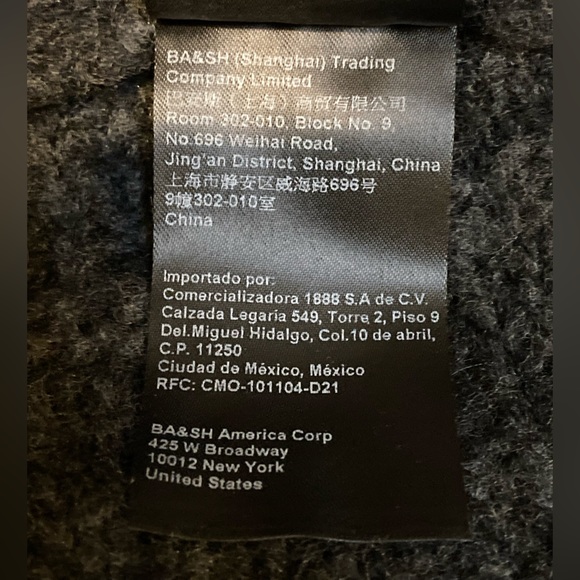 BA&SH (Shanghai) Trading
Company Limited
巴安斯（上海）商貿有限公司
Room 302-010, Block No. 9,
No.696 Weihai Road,
Jing'an District, Shanghai, China
上海市静安区威海路696号
9幢302-010室
China
Importado por:
Comercializadora 1888 S.A de C.V.
Calzada Legaria 549, Torre 2, Piso 9
Del.Miguel Hidalgo, Col.10 de abril,
C.P. 11250
Ciudad de México, México
RFC: CMO-101104-D21
BA&SH America Corp
425 W Broadway
10012 New York
United States